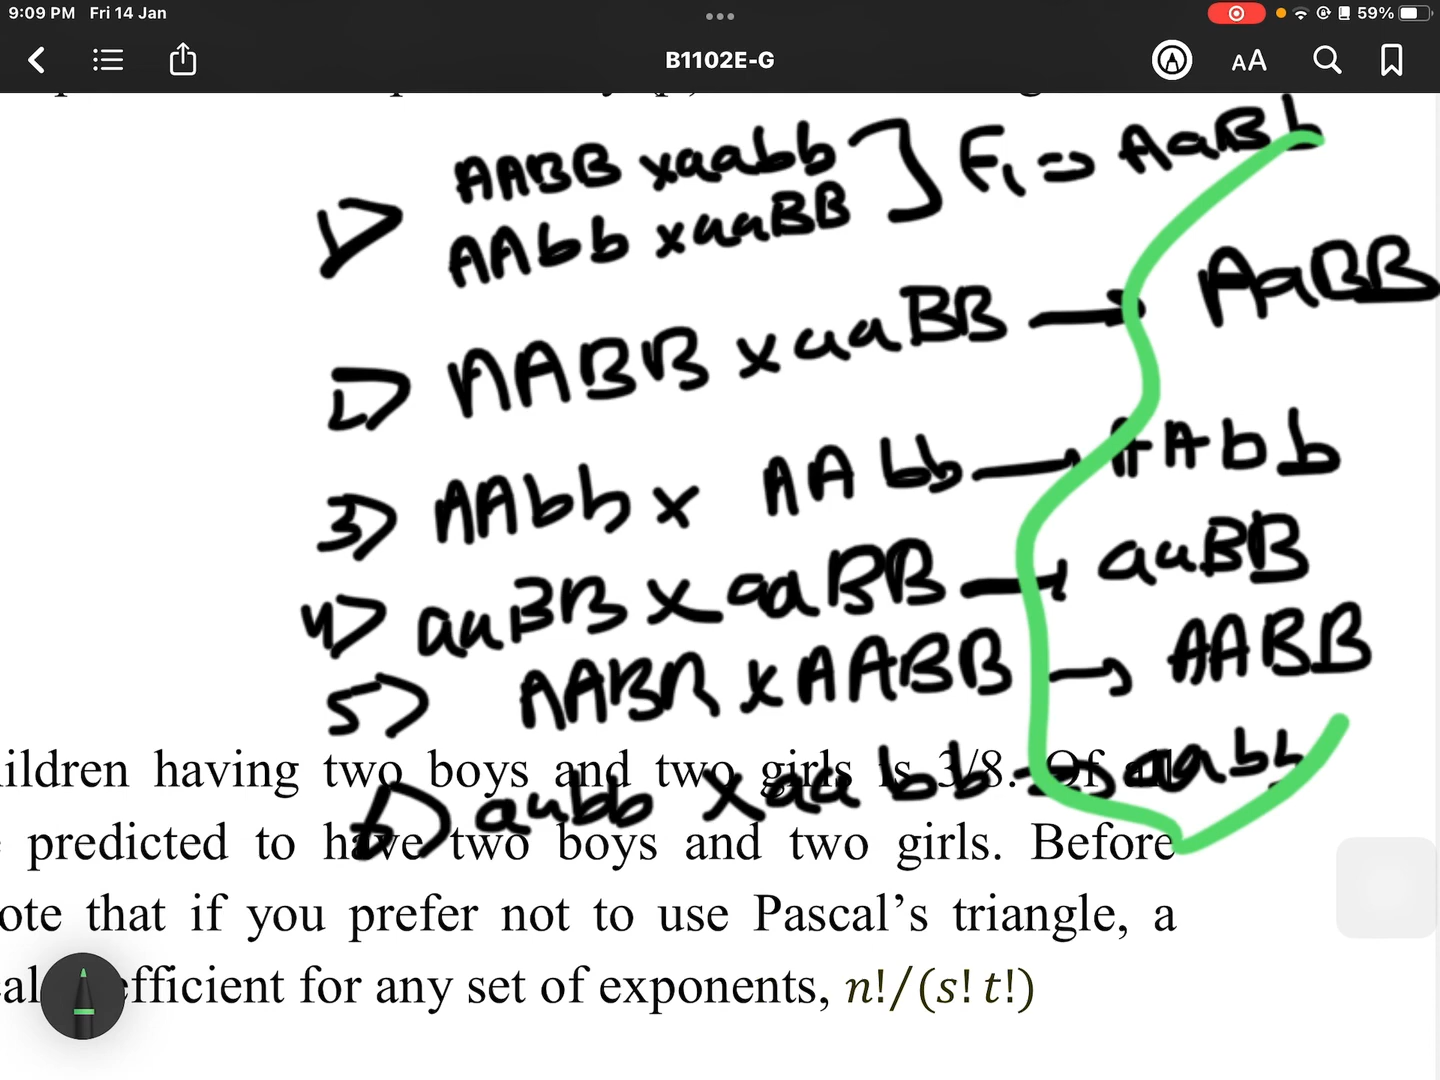 9:09 PM Fri 14 Jan
59%
B1102E-G
AA
1) AABB x aabb ] F1 => AaBb
AAbb x aaBB
2) AABB x aaBB → AaBB
3) AAbb x AAbb → AAbb
4) aaBB x aaBB → aaBB
5) AABB x AABB → AABB
6) aabb x aabb → aabb
ildren having two boys and two girls is 3/8. Of all
predicted to have two boys and two girls. Before
ote that if you prefer not to use Pascal's triangle, a
al efficient for any set of exponents, n!/(s! t!)